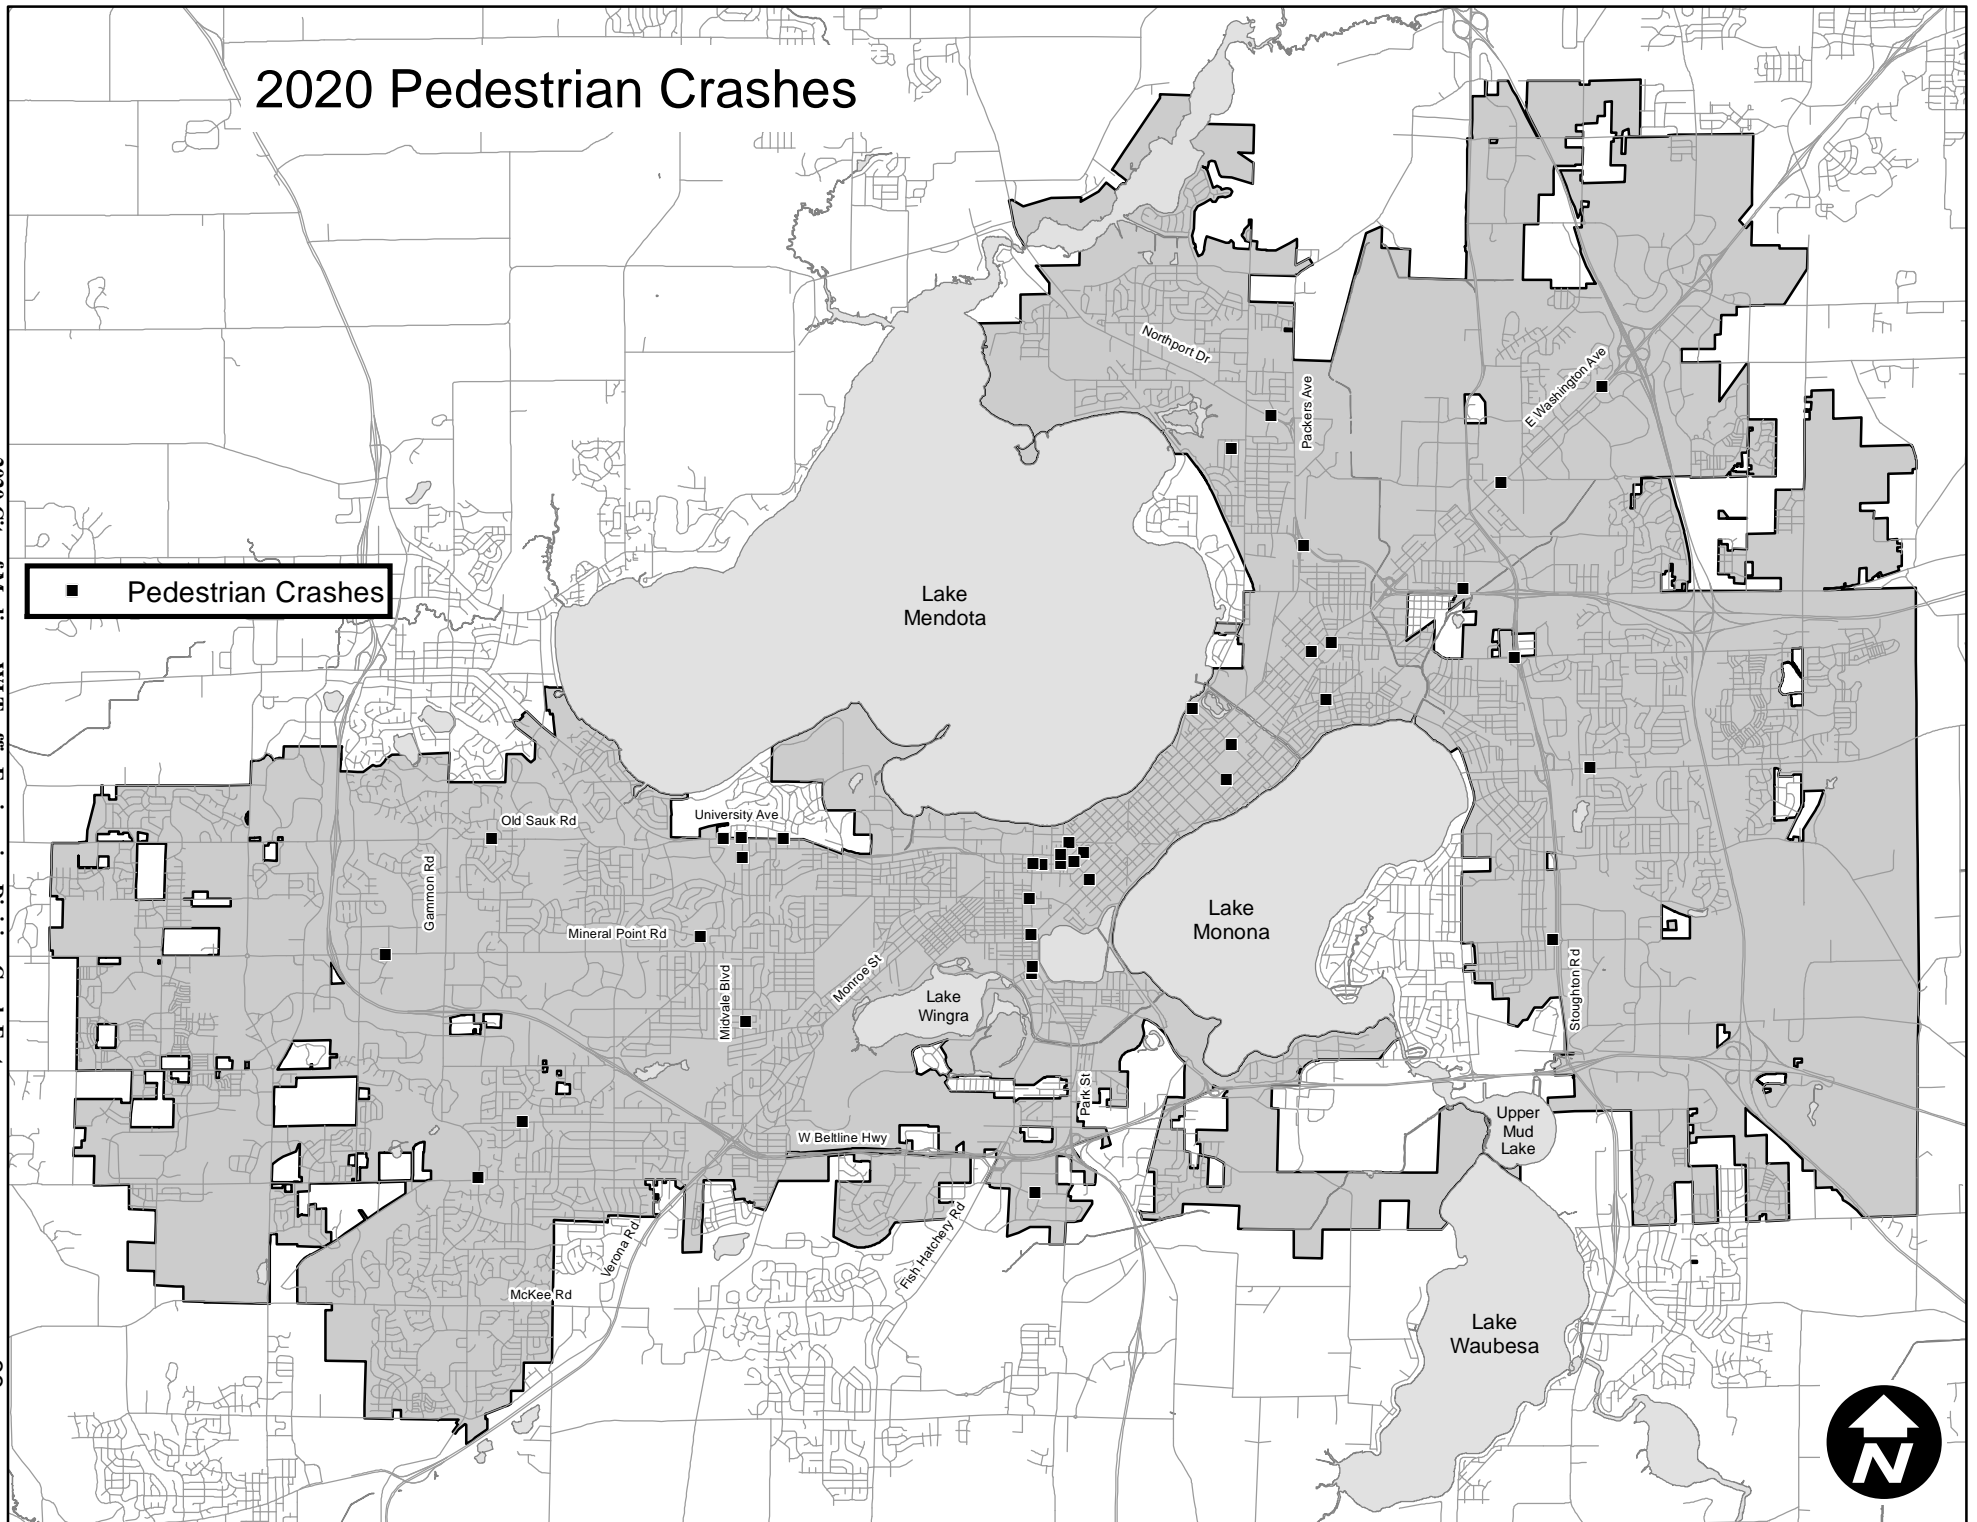 2020 Pedestrian Crashes
Northport Dr
Packers Ave
E Washington Ave
Pedestrian Crashes
Lake
Mendota
Old Sauk Rd
University Ave
Gammon Rd
Mineral Point Rd
Lake
Monona
Midvale Blvd
Monroe St
Lake
Wingra
Stoughton Rd
Park St
W Beltline Hwy
Upper
Mud
Lake
Verona Rd
Fish Hatchery Rd
McKee Rd
Lake
Waubesa
N